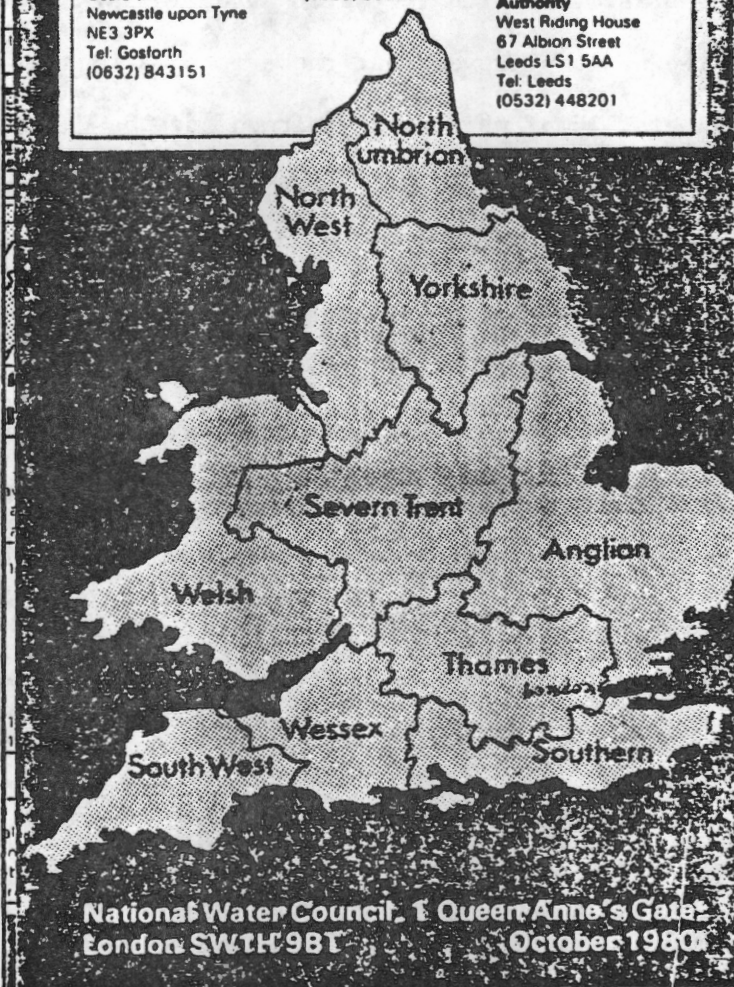 Newcastle upon Tyne
NE3 3PX
Tel: Gosforth
(0632) 843151
Authority
West Riding House
67 Albion Street
Leeds LS1 5AA
Tel: Leeds
(0532) 448201
North
umbrian
North
West
Yorkshire
Severn Trent
Anglian
Welsh
Thames
London
Wessex
Southern
South West
National Water Council, 1 Queen Anne's Gate,
London SW1H 9BT October 1980